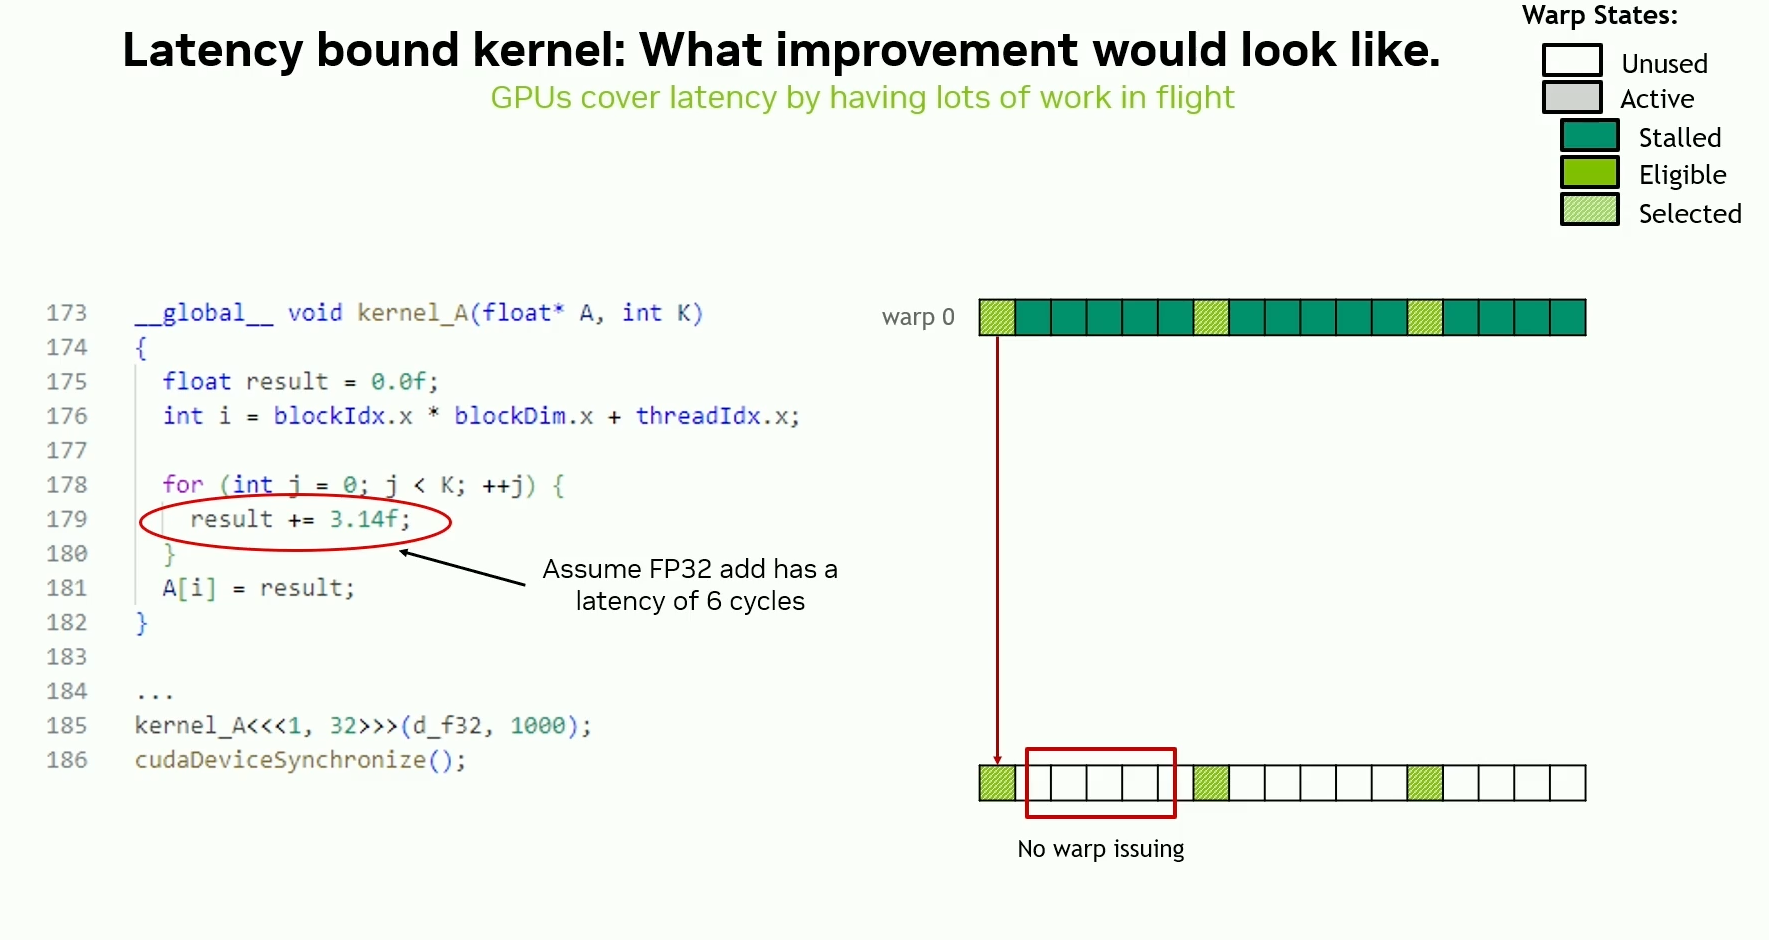 Latency bound kernel: What improvement would look like.
GPUs cover latency by having lots of work in flight
Warp States:
Unused
Active
Stalled
Eligible
Selected
173 __global__ void kernel_A(float* A, int K)
174 {
175 float result = 0.0f;
176 int i = blockIdx.x * blockDim.x + threadIdx.x;
177
178 for (int j = 0; j < K; ++j) {
179 result += 3.14f;
180 }
181 A[i] = result;
182 }
183
184 ...
185 kernel_A<<<1, 32>>>(d_f32, 1000);
186 cudaDeviceSynchronize();
Assume FP32 add has a
latency of 6 cycles
warp 0
No warp issuing